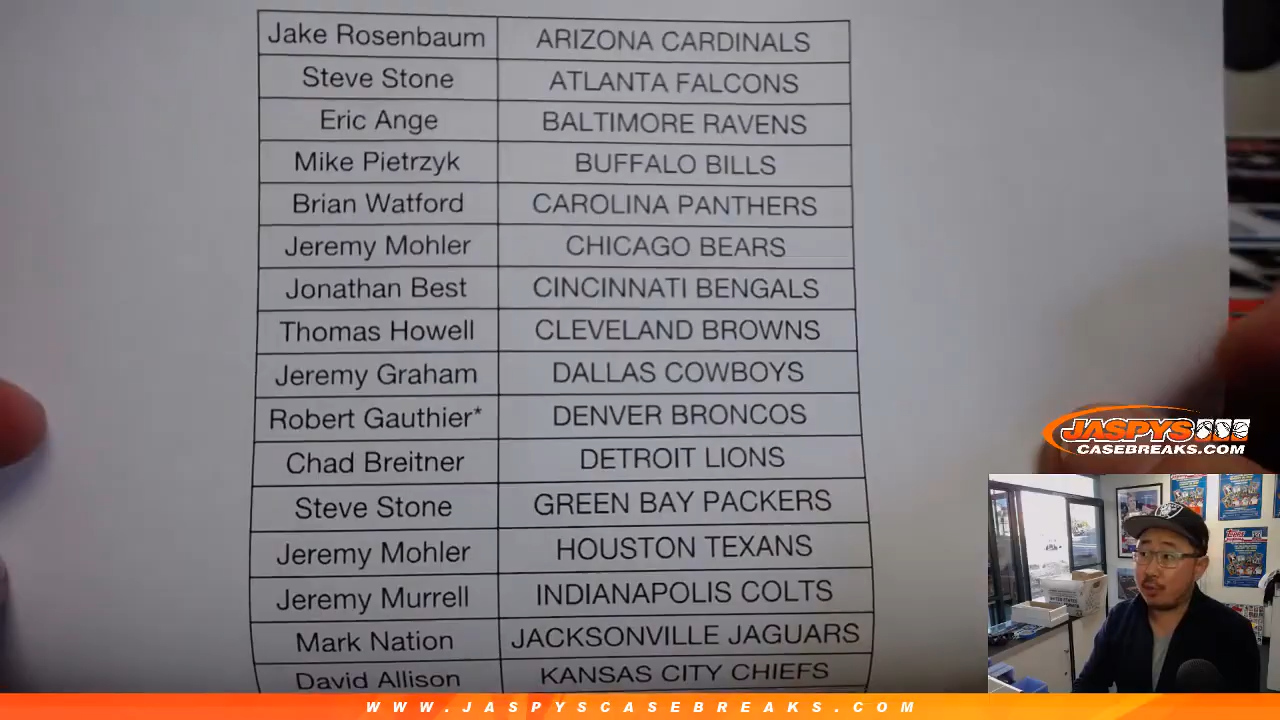 Jake Rosenbaum ARIZONA CARDINALS
Steve Stone ATLANTA FALCONS
Eric Ange BALTIMORE RAVENS
Mike Pietrzyk BUFFALO BILLS
Brian Watford CAROLINA PANTHERS
Jeremy Mohler CHICAGO BEARS
Jonathan Best CINCINNATI BENGALS
Thomas Howell CLEVELAND BROWNS
Jeremy Graham DALLAS COWBOYS
Robert Gauthier* DENVER BRONCOS
Chad Breitner DETROIT LIONS
Steve Stone GREEN BAY PACKERS
Jeremy Mohler HOUSTON TEXANS
Jeremy Murrell INDIANAPOLIS COLTS
Mark Nation JACKSONVILLE JAGUARS
David Allison KANSAS CITY CHIEFS
JASPYS
CASEBREAKS.COM
WWW.JASPYSCASEBREAKS.COM